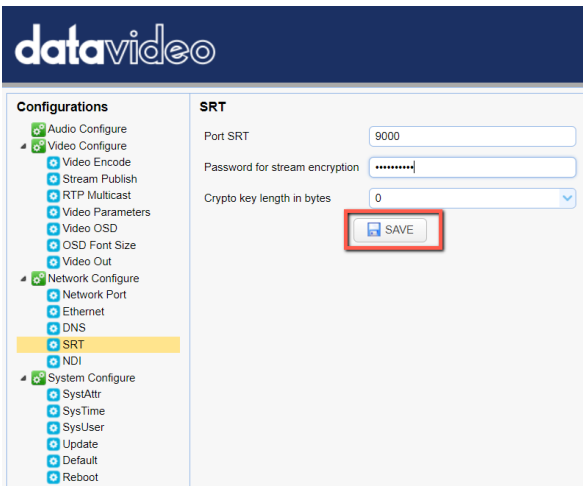 datavideo
Configurations
Audio Configure
Video Configure
Video Encode
Stream Publish
RTP Multicast
Video Parameters
Video OSD
OSD Font Size
Video Out
Network Configure
Network Port
Ethernet
DNS
SRT
NDI
System Configure
SystAttr
SysTime
SysUser
Update
Default
Reboot
SRT
Port SRT 9000
Password for stream encryption ••••••••••
Crypto key length in bytes 0
SAVE